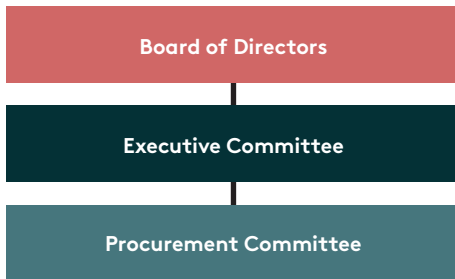 Board of Directors
Executive Committee
Procurement Committee